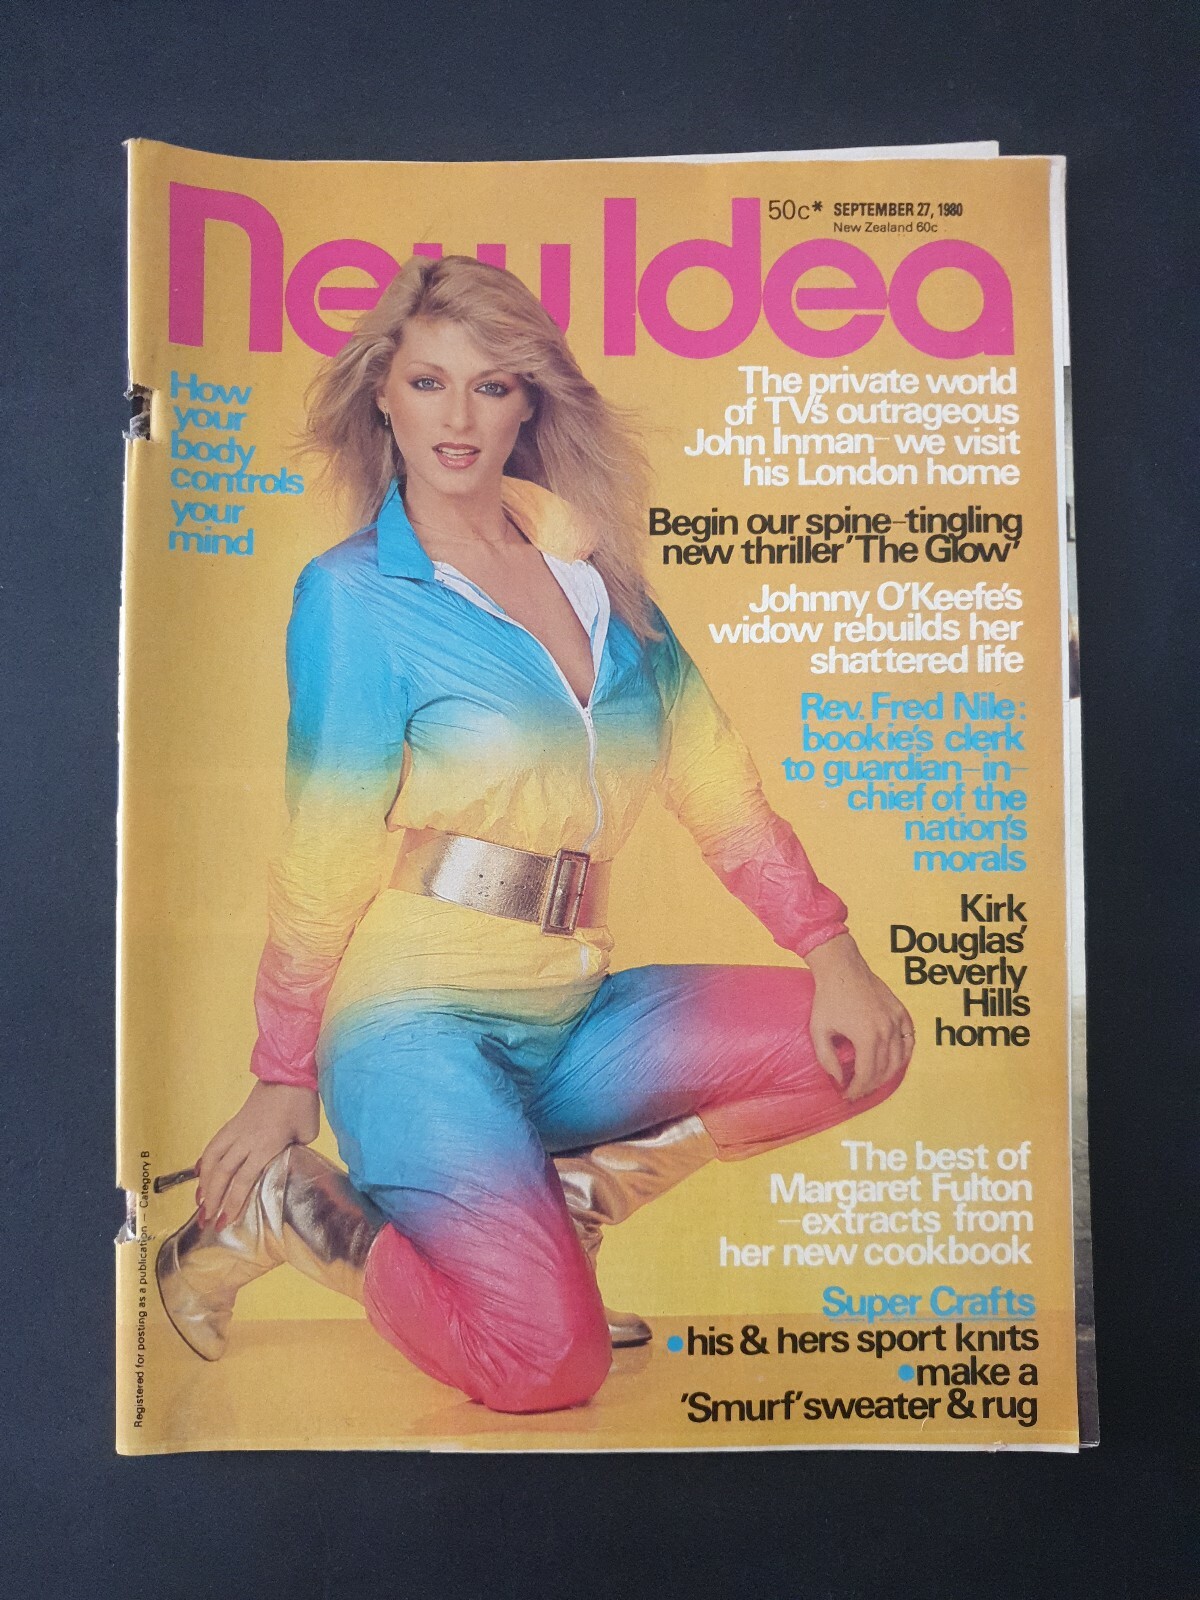 New Idea
50c* SEPTEMBER 27, 1980
New Zealand 60c
How
your
body
controls
your
mind
The private world
of TV's outrageous
John Inman-we visit
his London home
Begin our spine-tingling
new thriller 'The Glow'
Johnny O'Keefe's
widow rebuilds her
shattered life
Rev. Fred Nile:
bookie's clerk
to guardian-in-
chief of the
nation's
morals
Kirk
Douglas'
Beverly
Hills
home
The best of
Margaret Fulton
-extracts from
her new cookbook
Super Crafts
•his & hers sport knits
•make a
'Smurf' sweater & rug
Registered for posting as a publication — Category B